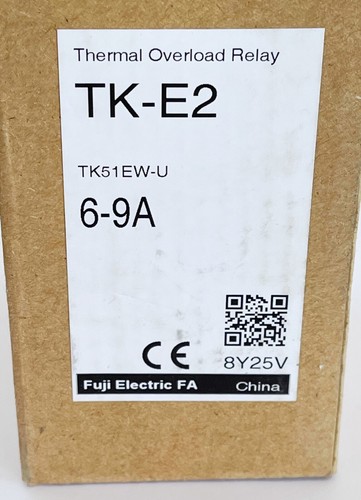 Thermal Overload Relay
TK-E2
TK51EW-U
6-9A
CE 8Y25V
Fuji Electric FA China